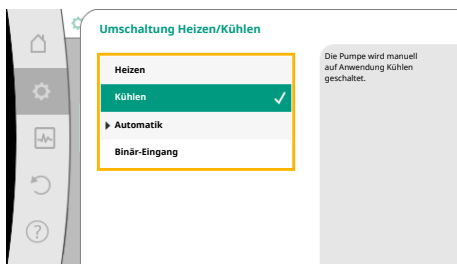 Umschaltung Heizen/Kühlen
Heizen
Kühlen
Automatik
Binär-Eingang
Die Pumpe wird manuell
auf Anwendung Kühlen
geschaltet.
?